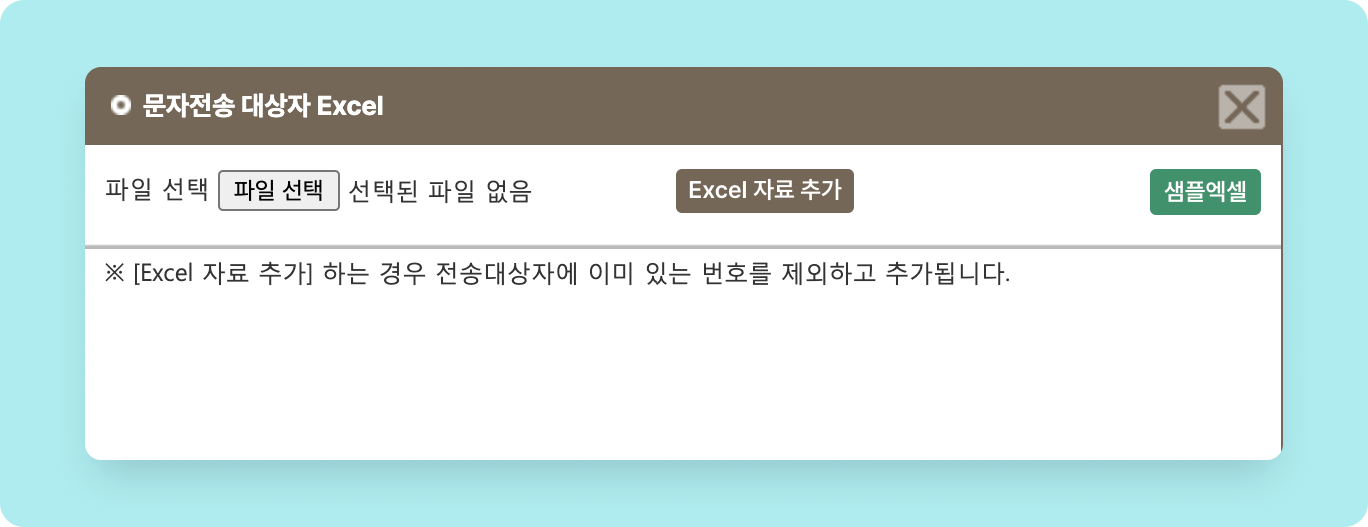 문자전송 대상자 Excel
파일 선택 파일 선택 선택된 파일 없음 Excel 자료 추가 샘플엑셀
※ [Excel 자료 추가] 하는 경우 전송대상자에 이미 있는 번호를 제외하고 추가됩니다.